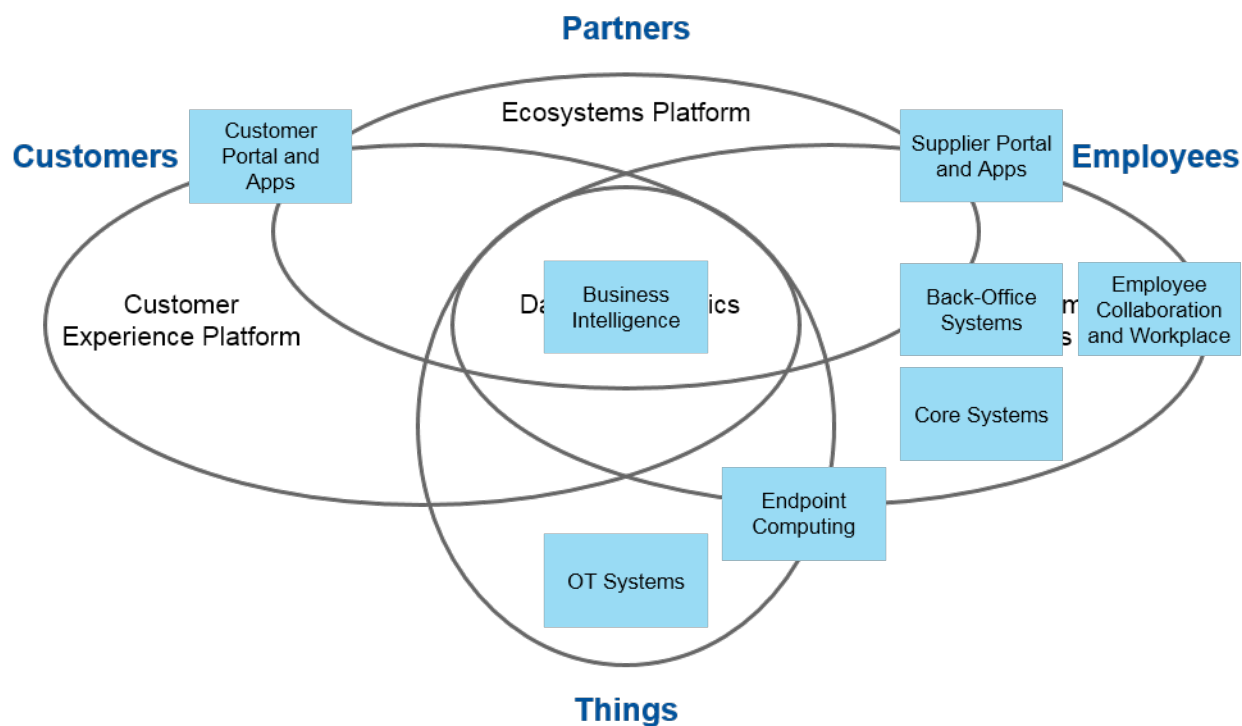 Partners
Ecosystems Platform
Customer
Portal and
Apps
Supplier Portal
and Apps
Customers
Employees
Customer
Experience Platform
Business
Intelligence
Back-Office
Systems
Employee
Collaboration
and Workplace
Core Systems
Endpoint
Computing
OT Systems
Things